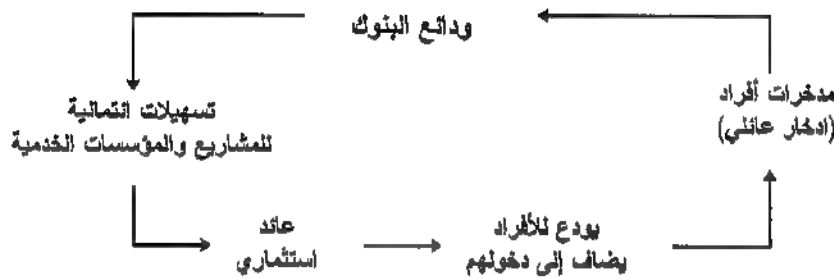 ودائع البنوك
مدخرات أفراد
(ادخار عائلي)
تسهيلات ائتمانية
للمشاريع والمؤسسات الخدمية
عائد
استثماري
يودع للأفراد
يضاف إلى دخولهم